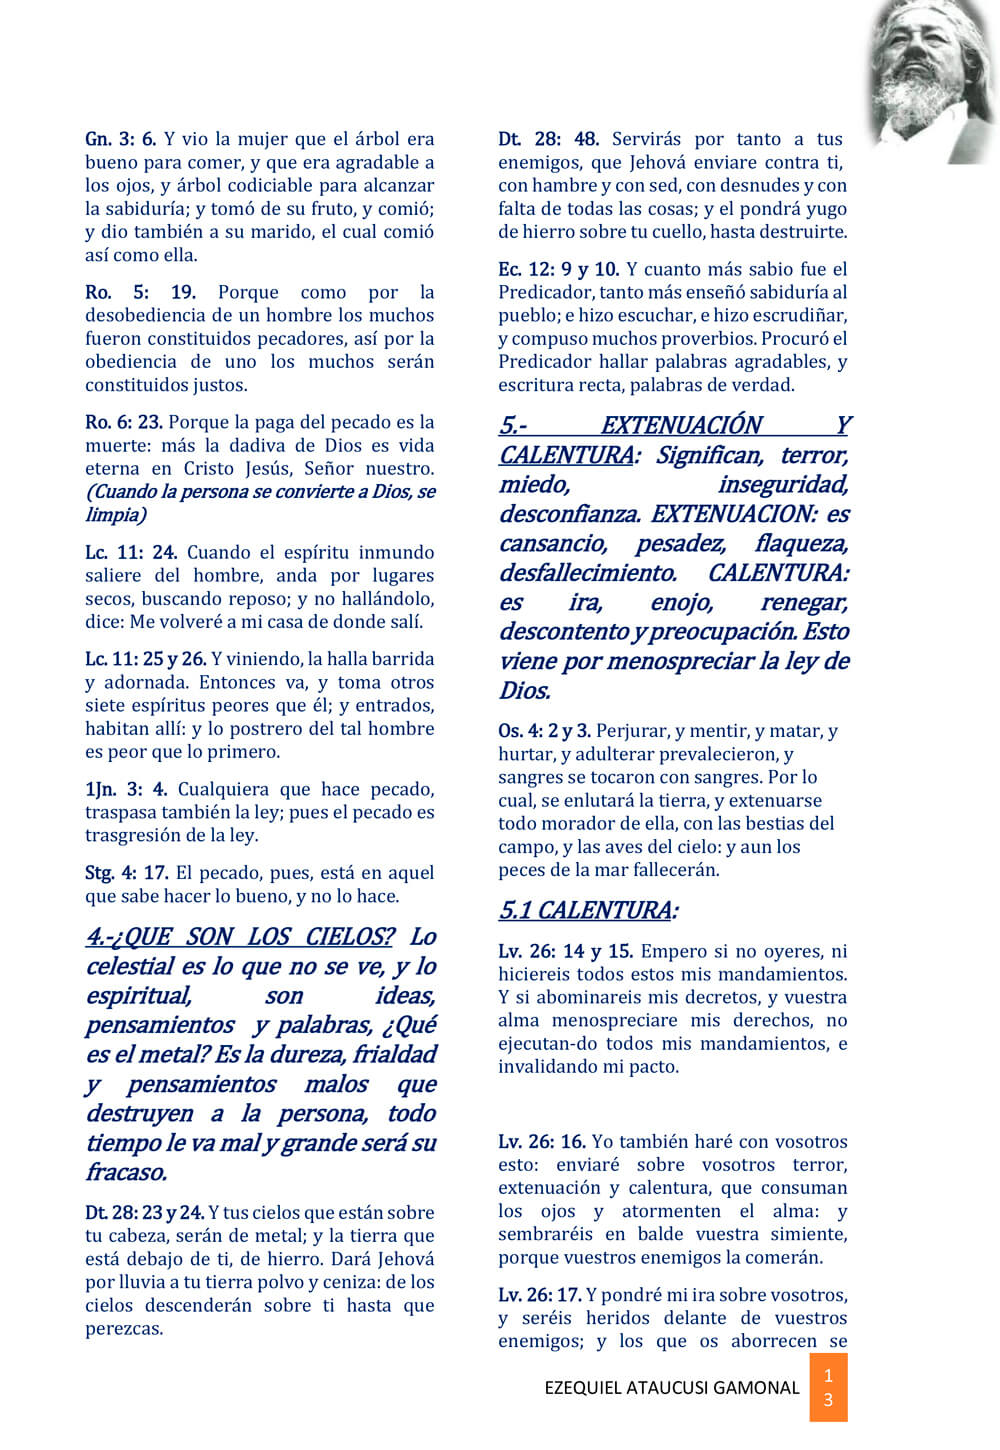 Gn. 3: 6. Y vio la mujer que el árbol era
bueno para comer, y que era agradable a
los ojos, y árbol codiciable para alcanzar
la sabiduría; y tomó de su fruto, y comió;
y dio también a su marido, el cual comió
así como ella.
Ro. 5: 19. Porque como por la
desobediencia de un hombre los muchos
fueron constituidos pecadores, así por la
obediencia de uno los muchos serán
constituidos justos.
Ro. 6: 23. Porque la paga del pecado es la
muerte: más la dadiva de Dios es vida
eterna en Cristo Jesús, Señor nuestro.
(Cuando la persona se convierte a Dios, se
limpia)
Lc. 11: 24. Cuando el espíritu inmundo
saliere del hombre, anda por lugares
secos, buscando reposo; y no hallándolo,
dice: Me volveré a mi casa de donde salí.
Lc. 11: 25 y 26. Y viniendo, la halla barrida
y adornada. Entonces va, y toma otros
siete espíritus peores que él; y entrados,
habitan allí: y lo postrero del tal hombre
es peor que lo primero.
1Jn. 3: 4. Cualquiera que hace pecado,
traspasa también la ley; pues el pecado es
trasgresión de la ley.
Stg. 4: 17. El pecado, pues, está en aquel
que sabe hacer lo bueno, y no lo hace.
4.-¿QUE SON LOS CIELOS? Lo
celestial es lo que no se ve, y lo
espiritual, son ideas,
pensamientos y palabras, ¿Qué
es el metal? Es la dureza, frialdad
y pensamientos malos que
destruyen a la persona, todo
tiempo le va mal y grande será su
fracaso.
Dt. 28: 23 y 24. Y tus cielos que están sobre
tu cabeza, serán de metal; y la tierra que
está debajo de ti, de hierro. Dará Jehová
por lluvia a tu tierra polvo y ceniza: de los
cielos descenderán sobre ti hasta que
perezcas.
Dt. 28: 48. Servirás por tanto a tus
enemigos, que Jehová enviare contra ti,
con hambre y con sed, con desnudes y con
falta de todas las cosas; y el pondrá yugo
de hierro sobre tu cuello, hasta destruirte.
Ec. 12: 9 y 10. Y cuanto más sabio fue el
Predicador, tanto más enseñó sabiduría al
pueblo; e hizo escuchar, e hizo escrudiñar,
y compuso muchos proverbios. Procuró el
Predicador hallar palabras agradables, y
escritura recta, palabras de verdad.
5.- EXTENUACIÓN Y
CALENTURA: Significan, terror,
miedo, inseguridad,
desconfianza. EXTENUACION: es
cansancio, pesadez, flaqueza,
desfallecimiento. CALENTURA:
es ira, enojo, renegar,
descontento y preocupación. Esto
viene por menospreciar la ley de
Dios.
Os. 4: 2 y 3. Perjurar, y mentir, y matar, y
hurtar, y adulterar prevalecieron, y
sangres se tocaron con sangres. Por lo
cual, se enlutará la tierra, y extenuarse
todo morador de ella, con las bestias del
campo, y las aves del cielo: y aun los
peces de la mar fallecerán.
5.1 CALENTURA:
Lv. 26: 14 y 15. Empero si no oyeres, ni
hiciereis todos estos mis mandamientos.
Y si abominareis mis decretos, y vuestra
alma menospreciare mis derechos, no
ejecutan-do todos mis mandamientos, e
invalidando mi pacto.
Lv. 26: 16. Yo también haré con vosotros
esto: enviaré sobre vosotros terror,
extenuación y calentura, que consuman
los ojos y atormenten el alma: y
sembraréis en balde vuestra simiente,
porque vuestros enemigos la comerán.
Lv. 26: 17. Y pondré mi ira sobre vosotros,
y seréis heridos delante de vuestros
enemigos; y los que os aborrecen se
EZEQUIEL ATAUCUSI GAMONAL
1
3